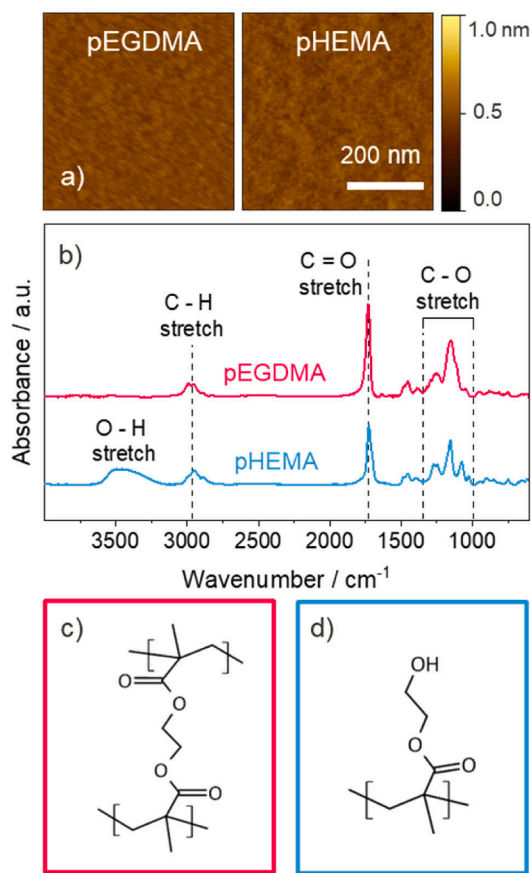 pEGDMA
pHEMA
1.0 nm
0.5
0.0
200 nm
a)
b)
C = O
stretch
C - O
stretch
C - H
stretch
pEGDMA
O - H
stretch
pHEMA
Absorbance / a.u.
3500 3000 2500 2000 1500 1000
Wavenumber / cm⁻¹
c)
O
O
O
O
d)
OH
O
O